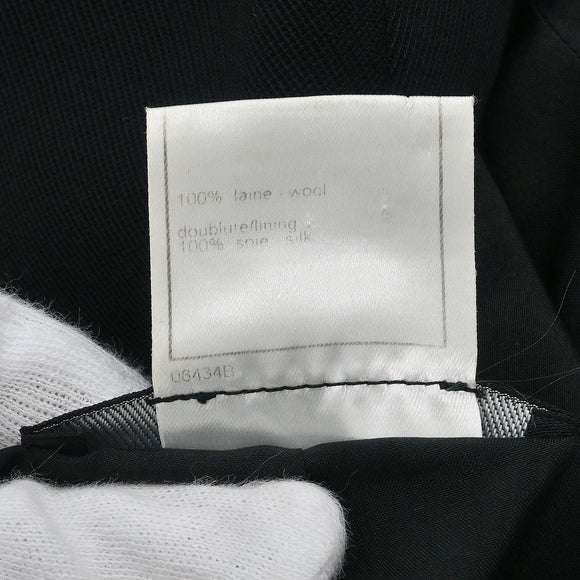 100% laine - wool
doublure/lining
100% soie silk
08434B